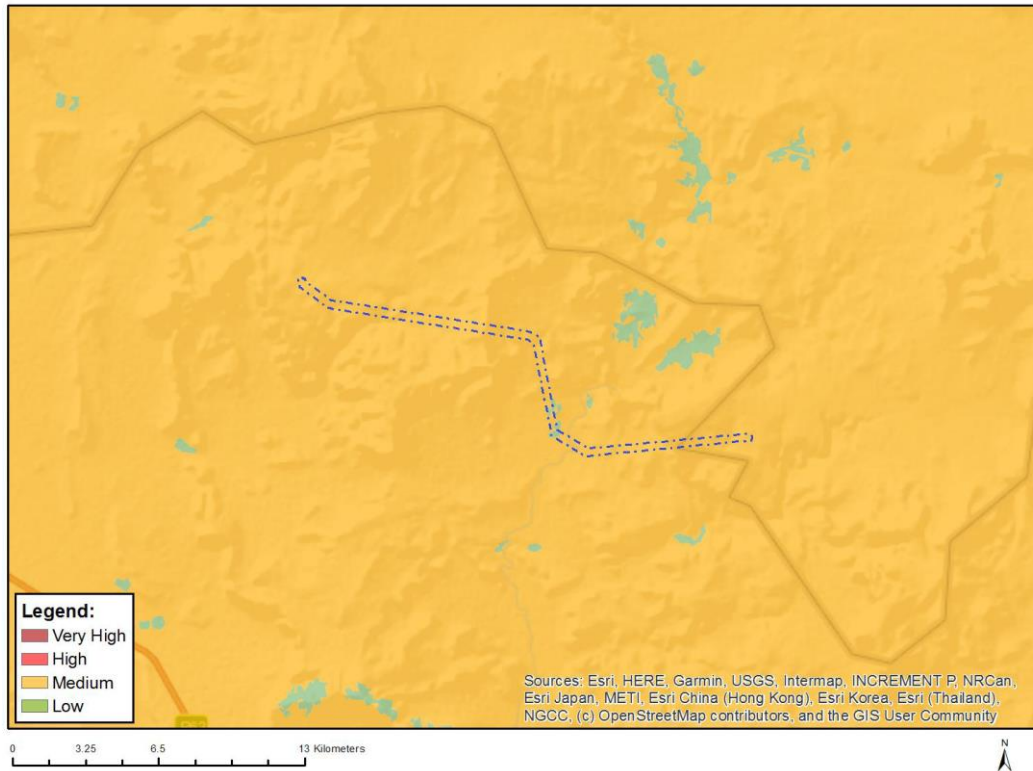 Legend:
Very High
High
Medium
Low
Sources: Esri, HERE, Garmin, USGS, Intermap, INCREMENT P, NRCan,
Esri Japan, METI, Esri China (Hong Kong), Esri Korea, Esri (Thailand),
NGCC, (c) OpenStreetMap contributors, and the GIS User Community
0 3.25 6.5 13 Kilometers
N